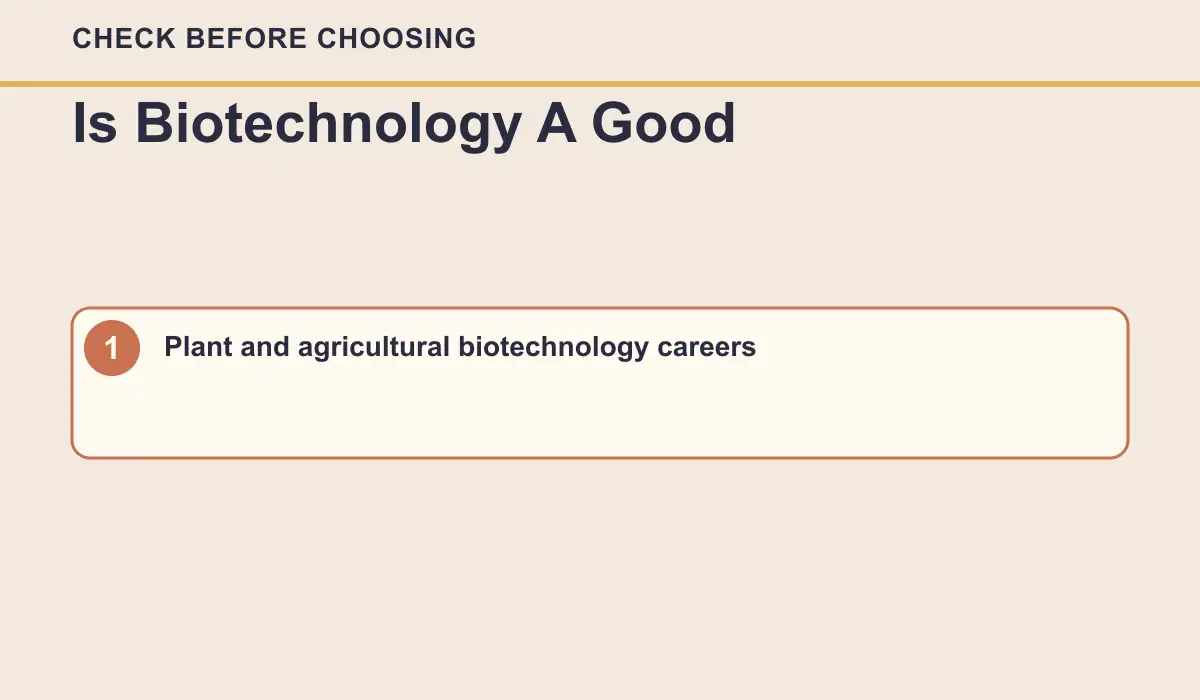 CHECK BEFORE CHOOSING
Is Biotechnology A Good
1 Plant and agricultural biotechnology careers